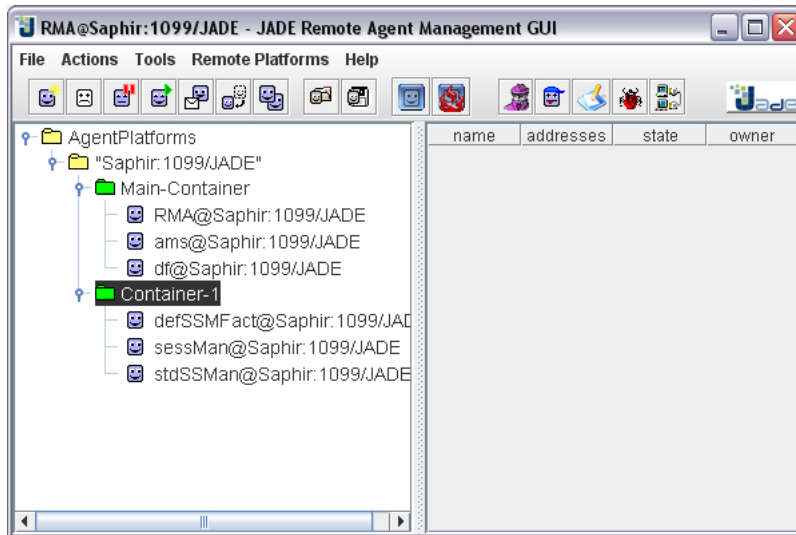 RMA@Saphir:1099/JADE - JADE Remote Agent Management GUI
File Actions Tools Remote Platforms Help
Jade
name addresses state owner
AgentPlatforms
"Saphir:1099/JADE"
Main-Container
RMA@Saphir:1099/JADE
ams@Saphir:1099/JADE
df@Saphir:1099/JADE
Container-1
defSSMFact@Saphir:1099/JAD
sessMan@Saphir:1099/JADE
stdSSMan@Saphir:1099/JADE